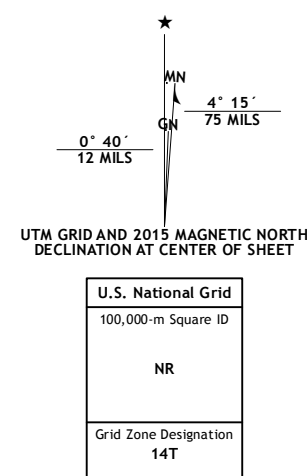 ★
MN
GN
4° 15´
75 MILS
0° 40´
12 MILS
UTM GRID AND 2015 MAGNETIC NORTH
DECLINATION AT CENTER OF SHEET
U.S. National Grid
100,000-m Square ID
NR
Grid Zone Designation
14T